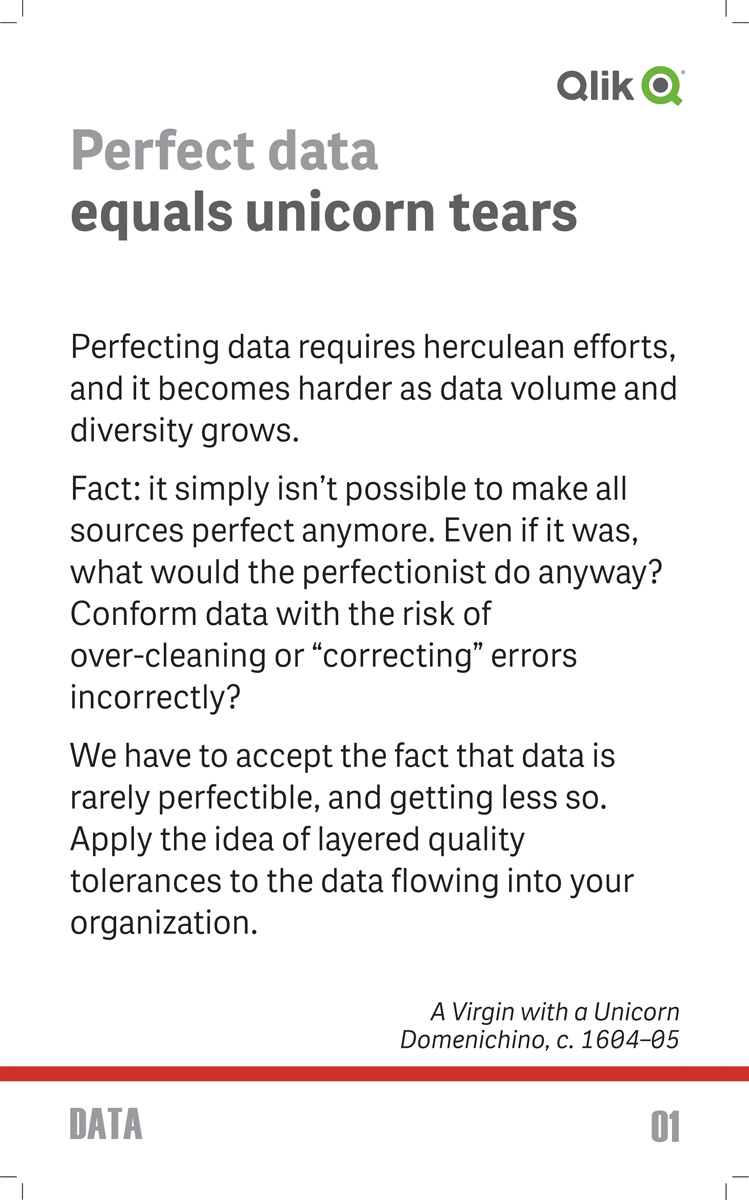 Qlik
Perfect data
equals unicorn tears
Perfecting data requires herculean efforts,
and it becomes harder as data volume and
diversity grows.
Fact: it simply isn’t possible to make all
sources perfect anymore. Even if it was,
what would the perfectionist do anyway?
Conform data with the risk of
over-cleaning or “correcting” errors
incorrectly?
We have to accept the fact that data is
rarely perfectible, and getting less so.
Apply the idea of layered quality
tolerances to the data flowing into your
organization.
A Virgin with a Unicorn
Domenichino, c. 1604–05
DATA
01